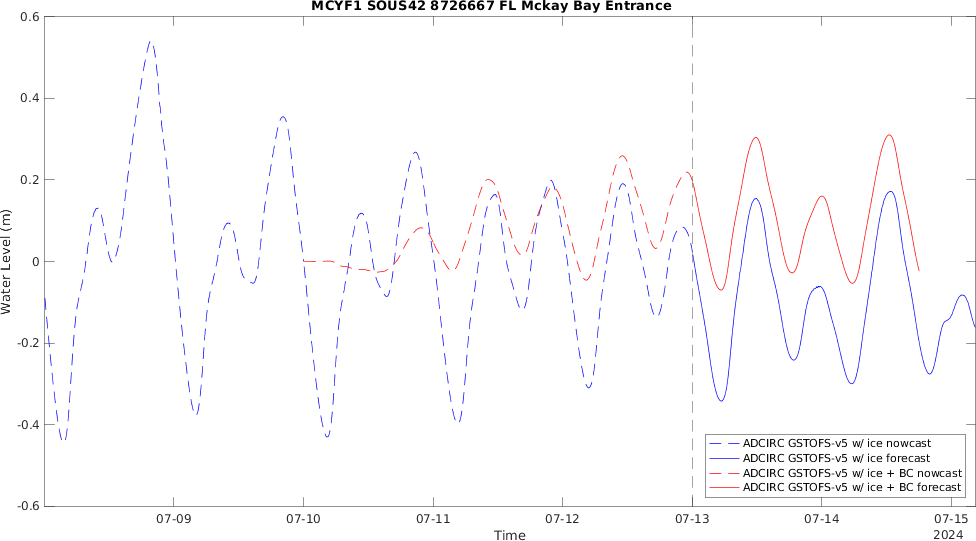 MCYF1 SOUS42 8726667 FL Mckay Bay Entrance
0.6
0.4
0.2
0
-0.2
-0.4
-0.6
Water Level (m)
ADCIRC GSTOFS-v5 w/ ice nowcast
ADCIRC GSTOFS-v5 w/ ice forecast
ADCIRC GSTOFS-v5 w/ ice + BC nowcast
ADCIRC GSTOFS-v5 w/ ice + BC forecast
07-09 07-10 07-11 07-12 07-13 07-14 07-15
Time
2024